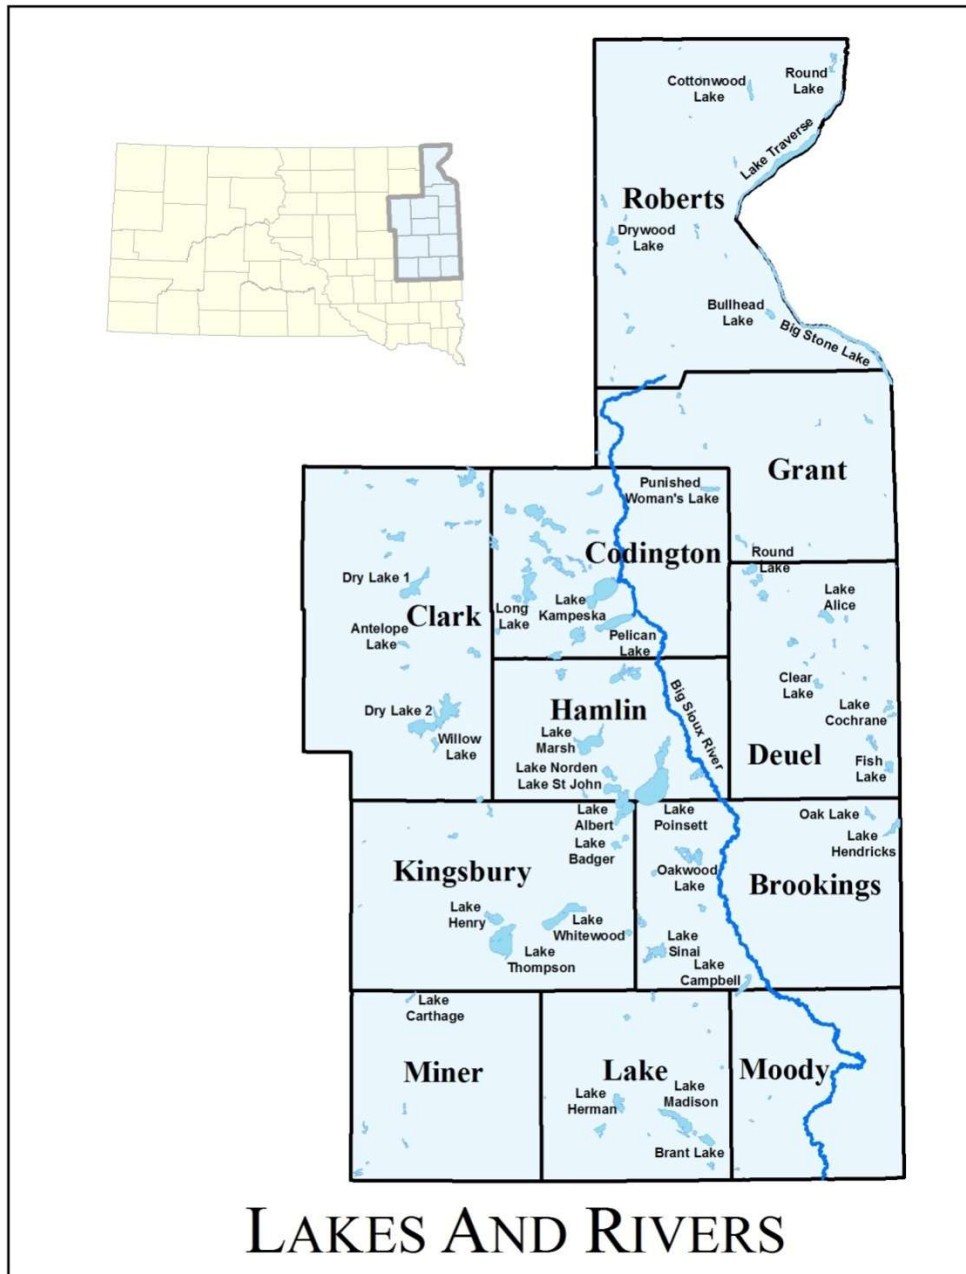 Cottonwood
Lake
Round
Lake
Lake Traverse
Roberts
Drywood
Lake
Bullhead
Lake
Big Stone Lake
Grant
Punished
Woman's Lake
Codington
Round
Lake
Dry Lake 1
Clark
Long
Lake
Lake
Kampeska
Lake
Alice
Antelope
Lake
Pelican
Lake
Clear
Lake
Big Sioux River
Lake
Cochrane
Dry Lake 2
Hamlin
Willow
Lake
Lake
Marsh
Deuel
Fish
Lake
Lake Norden
Lake St John
Lake
Albert
Lake
Poinsett
Oak Lake
Lake
Hendricks
Lake
Badger
Kingsbury
Oakwood
Lake
Brookings
Lake
Henry
Lake
Whitewood
Lake
Thompson
Lake
Sinai
Lake
Campbell
Lake
Carthage
Miner
Lake
Moody
Lake
Herman
Lake
Madison
Brant Lake
LAKES AND RIVERS